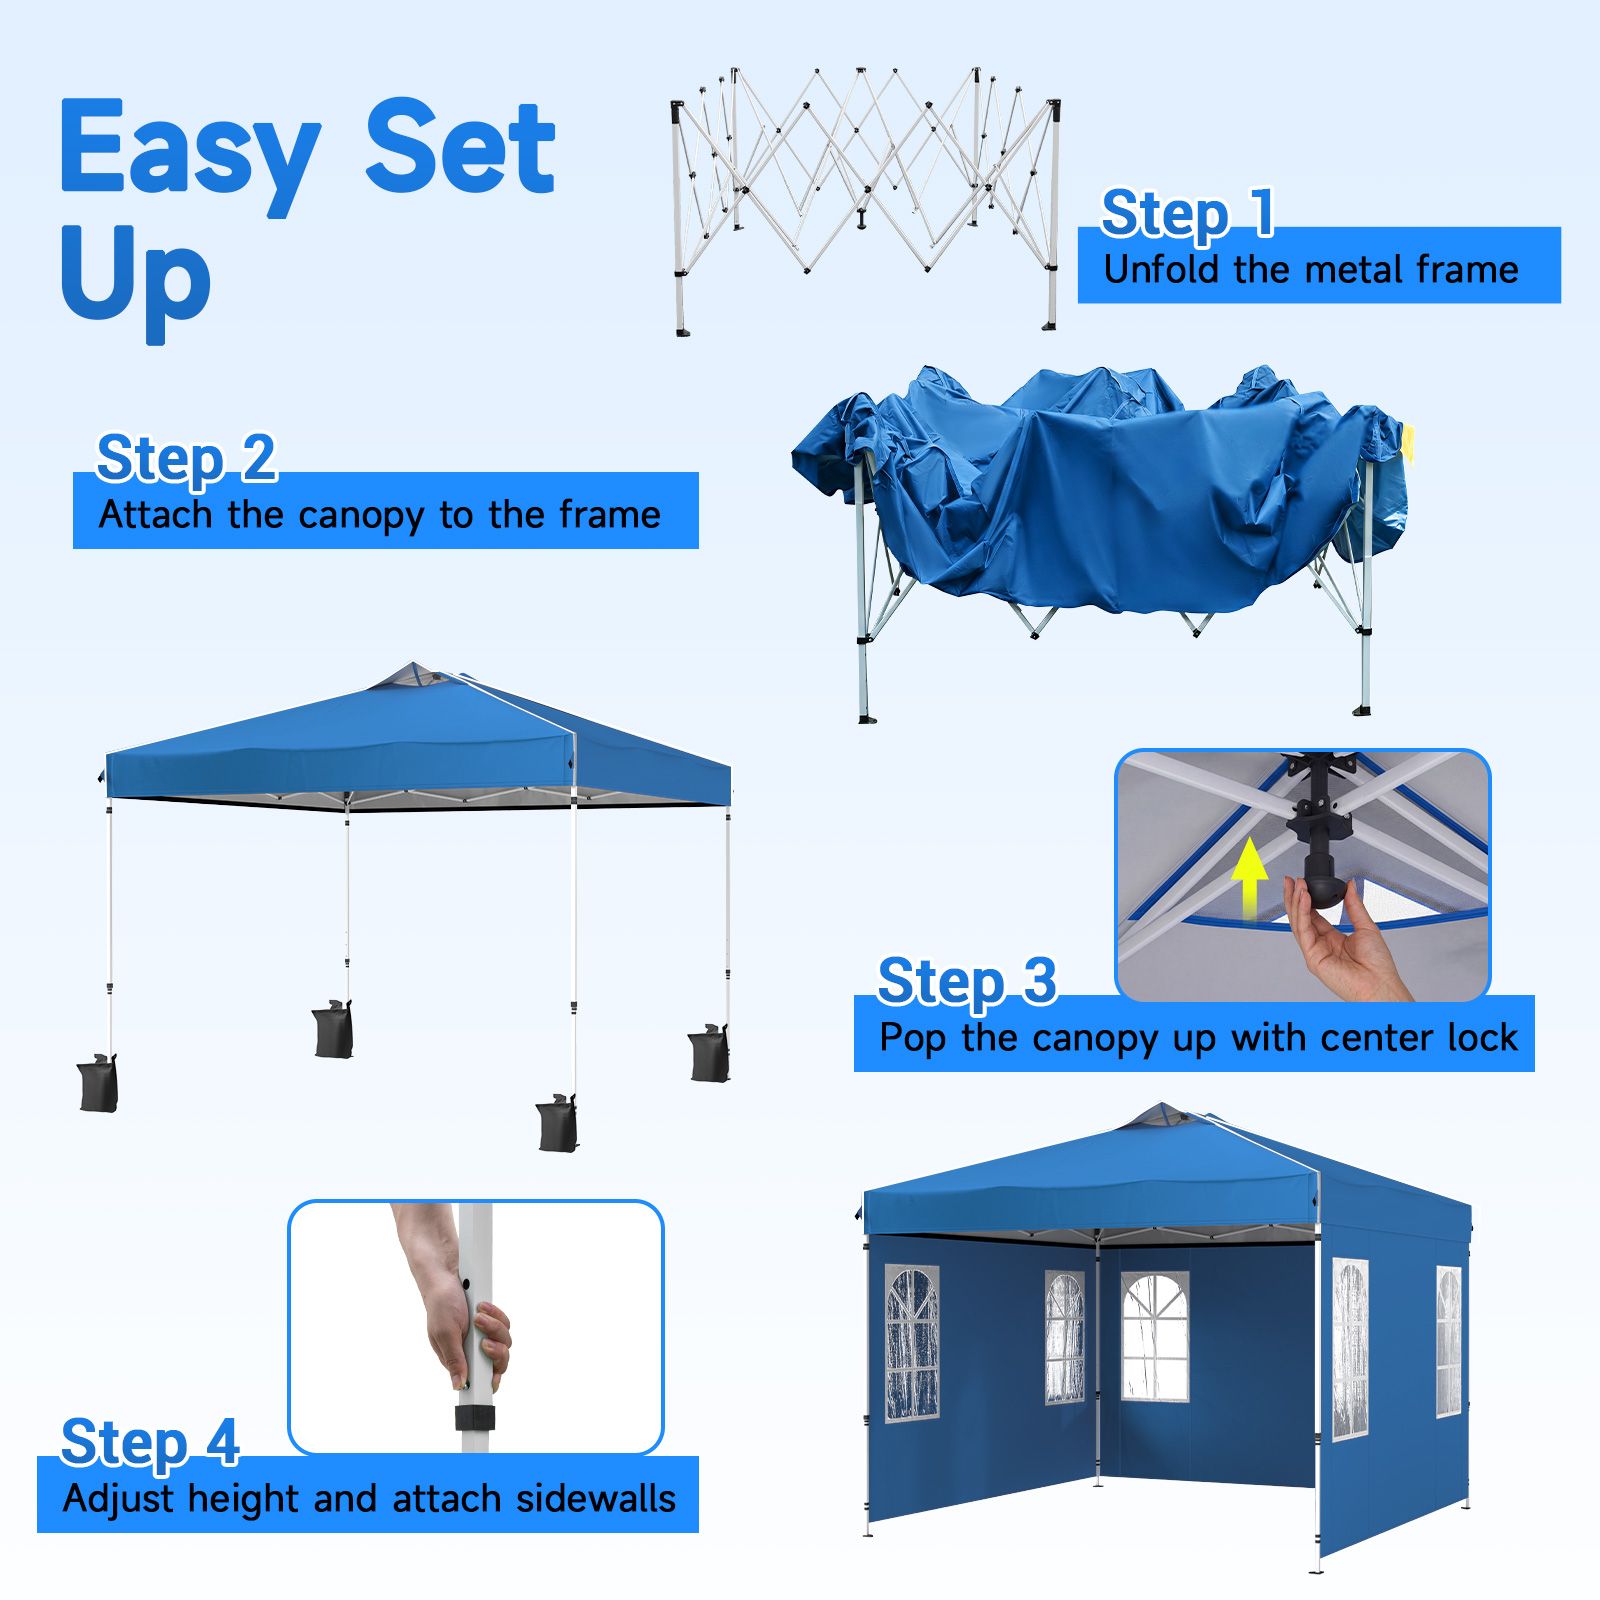 Easy Set
Up
Step 1
Unfold the metal frame
Step 2
Attach the canopy to the frame
Step 3
Pop the canopy up with center lock
Step 4
Adjust height and attach sidewalls